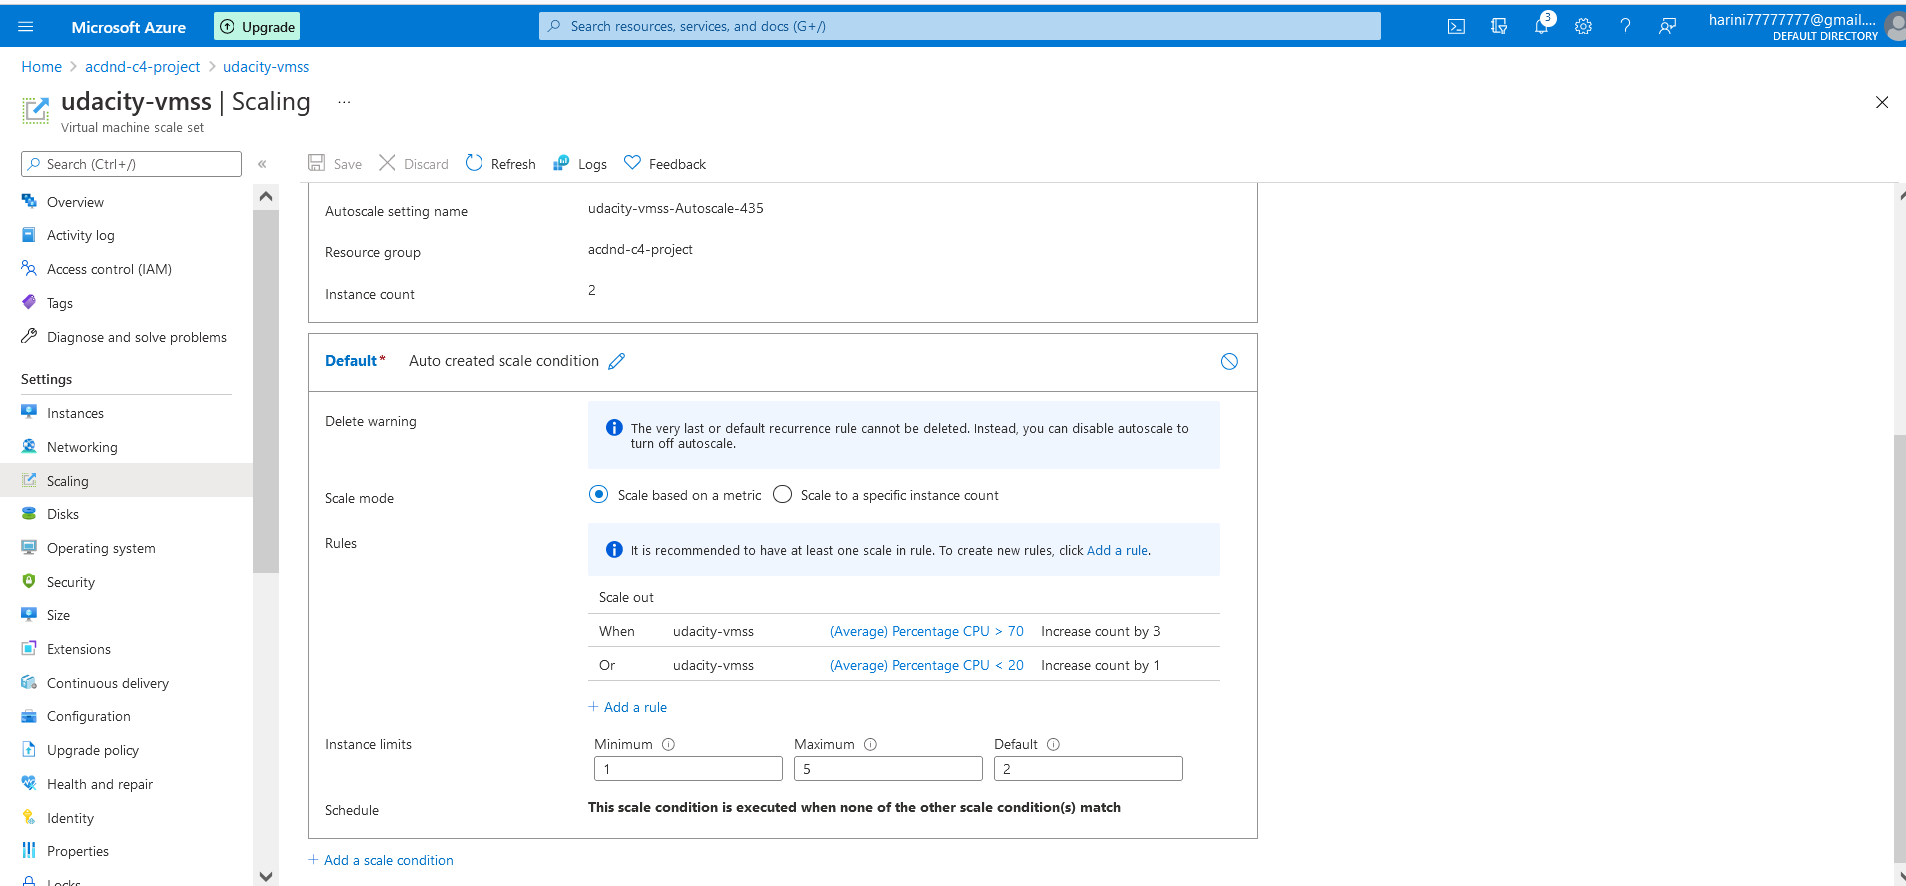 Microsoft Azure
Upgrade
Search resources, services, and docs (G+/)
3
harini77777777@gmail....
DEFAULT DIRECTORY
Home > acdnd-c4-project > udacity-vmss
udacity-vmss | Scaling ...
Virtual machine scale set
Search (Ctrl+/)
«
Save
Discard
Refresh
Logs
Feedback
Overview
Activity log
Access control (IAM)
Tags
Diagnose and solve problems
Settings
Instances
Networking
Scaling
Disks
Operating system
Security
Size
Extensions
Continuous delivery
Configuration
Upgrade policy
Health and repair
Identity
Properties
Locks
Autoscale setting name udacity-vmss-Autoscale-435
Resource group acdnd-c4-project
Instance count 2
Default* Auto created scale condition
Delete warning
The very last or default recurrence rule cannot be deleted. Instead, you can disable autoscale to
turn off autoscale.
Scale mode Scale based on a metric Scale to a specific instance count
Rules
It is recommended to have at least one scale in rule. To create new rules, click Add a rule.
Scale out
When udacity-vmss (Average) Percentage CPU > 70 Increase count by 3
Or udacity-vmss (Average) Percentage CPU < 20 Increase count by 1
+ Add a rule
Instance limits Minimum Maximum Default
1 5 2
Schedule This scale condition is executed when none of the other scale condition(s) match
+ Add a scale condition